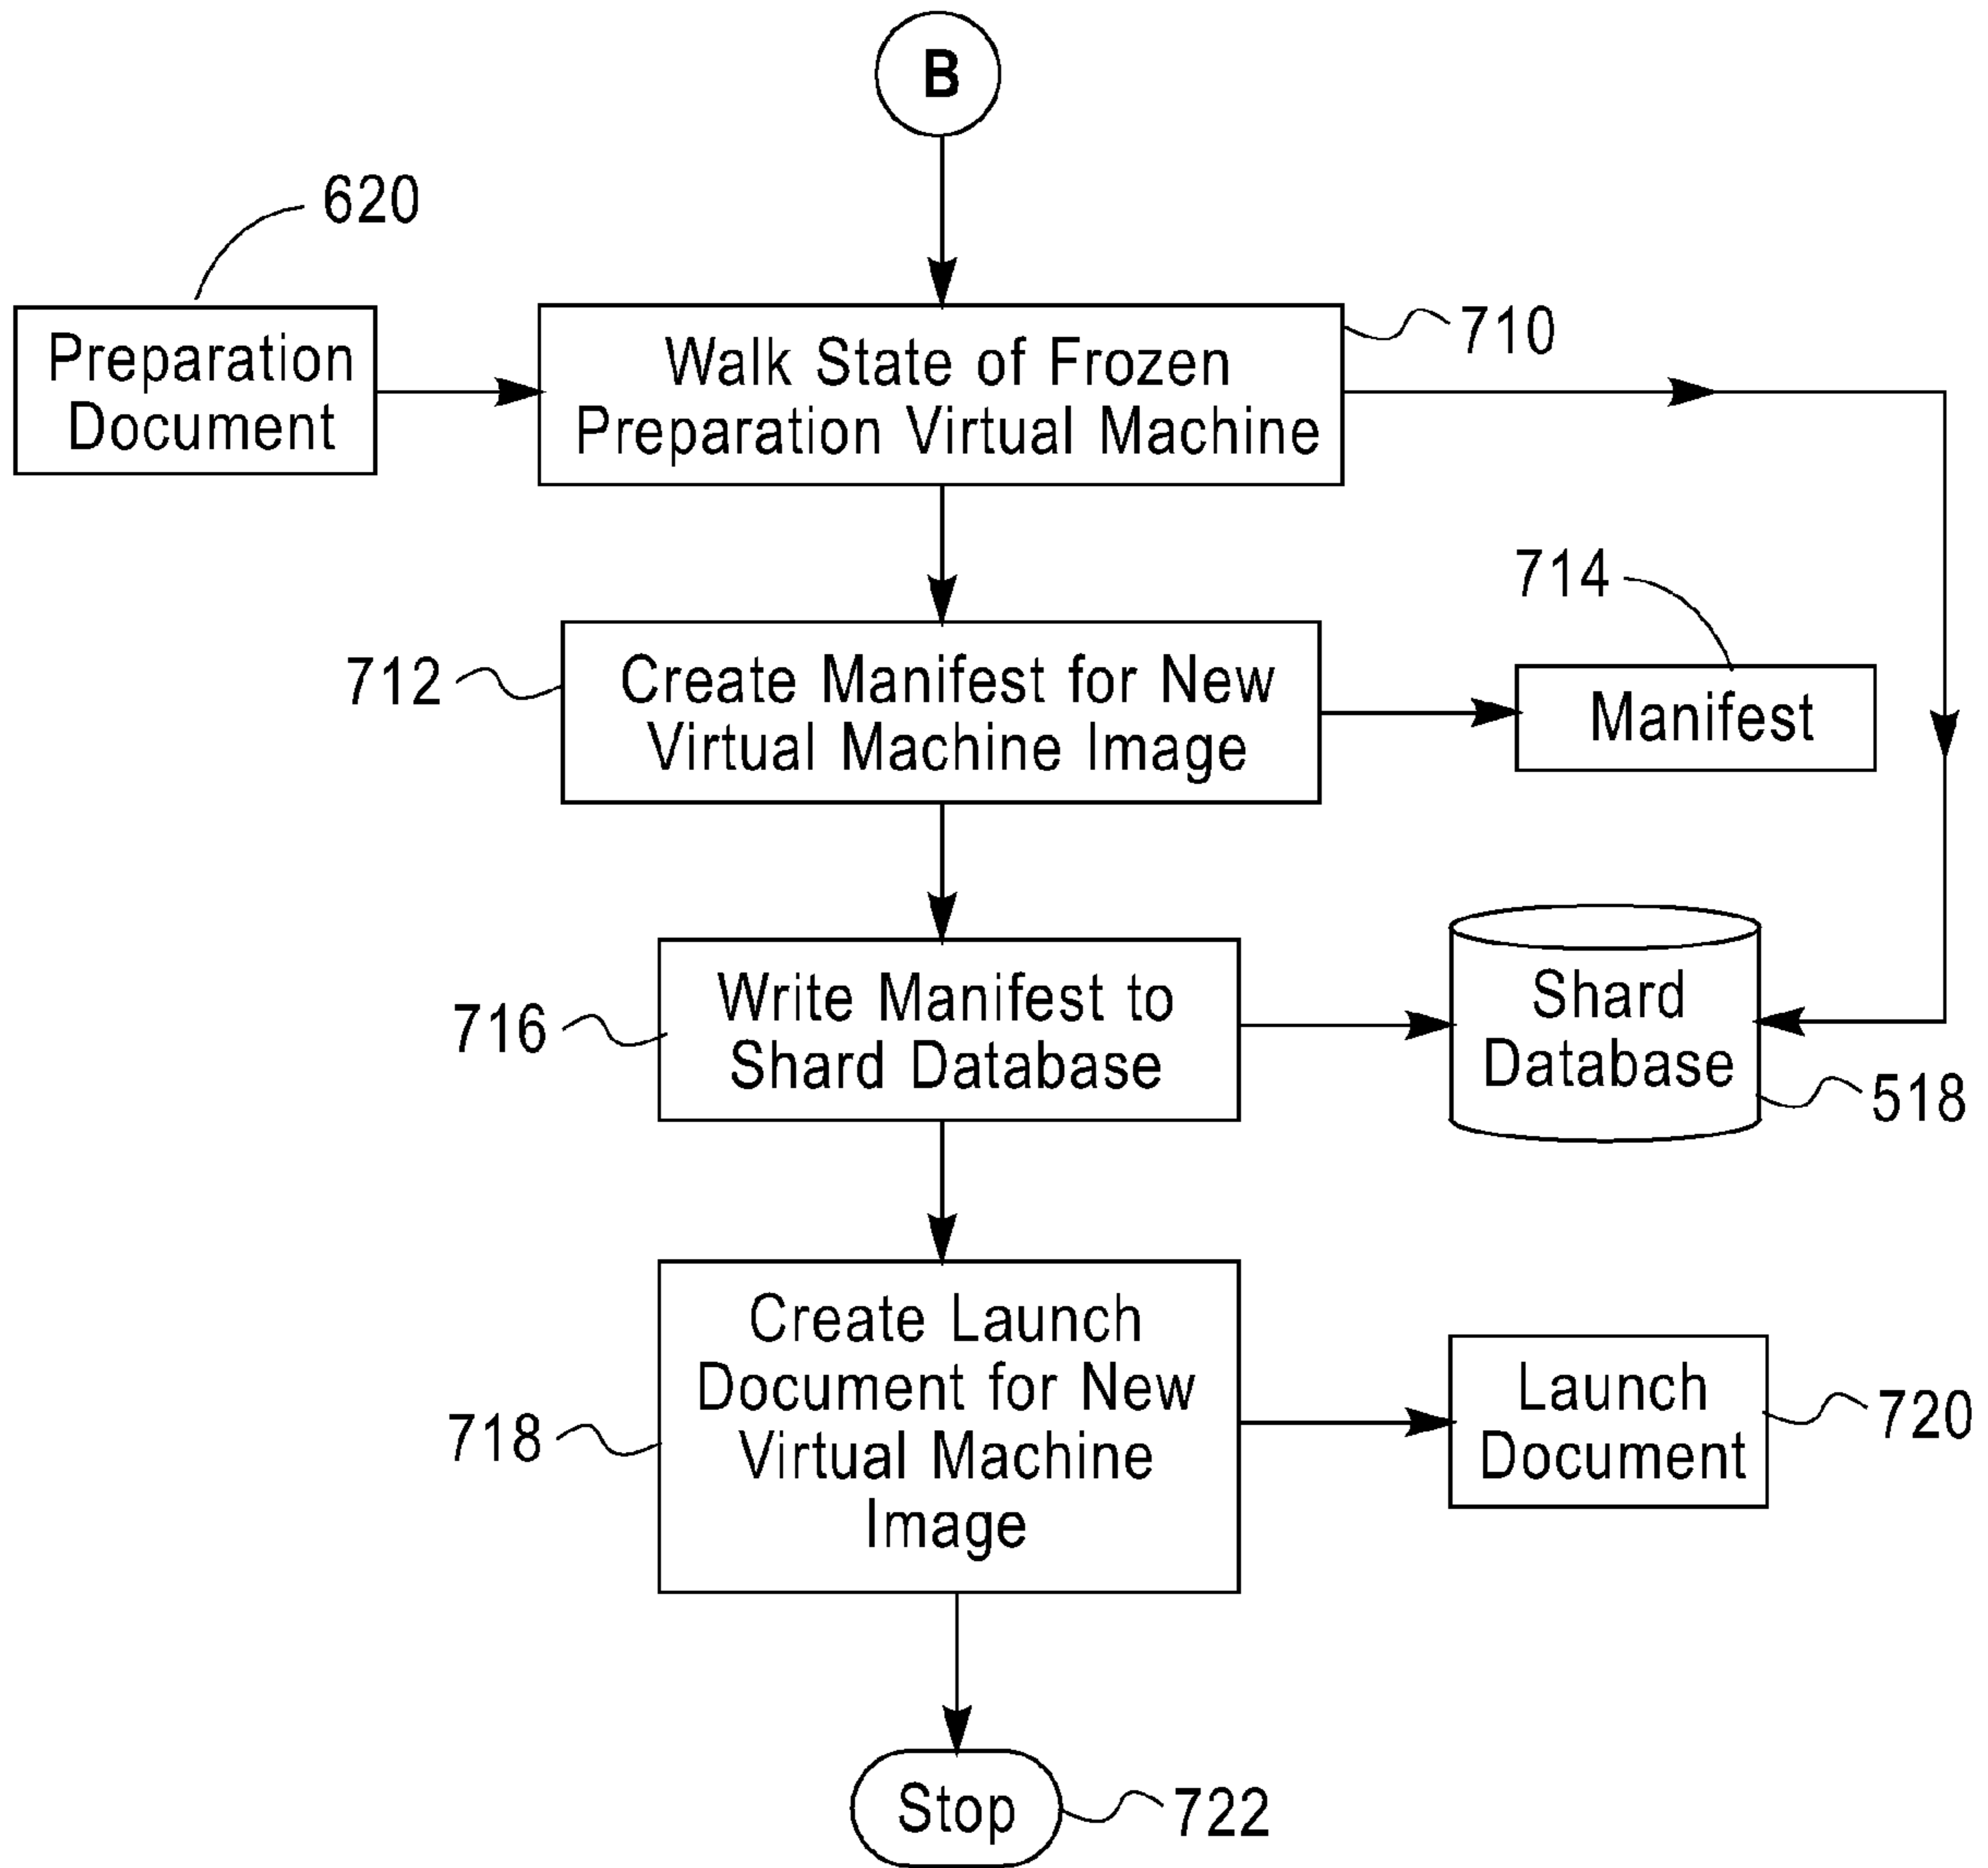 B
620
Preparation
Document
Walk State of Frozen
Preparation Virtual Machine
710
714
712
Create Manifest for New
Virtual Machine Image
Manifest
716
Write Manifest to
Shard Database
Shard
Database
518
718
Create Launch
Document for New
Virtual Machine
Image
Launch
Document
720
Stop
722